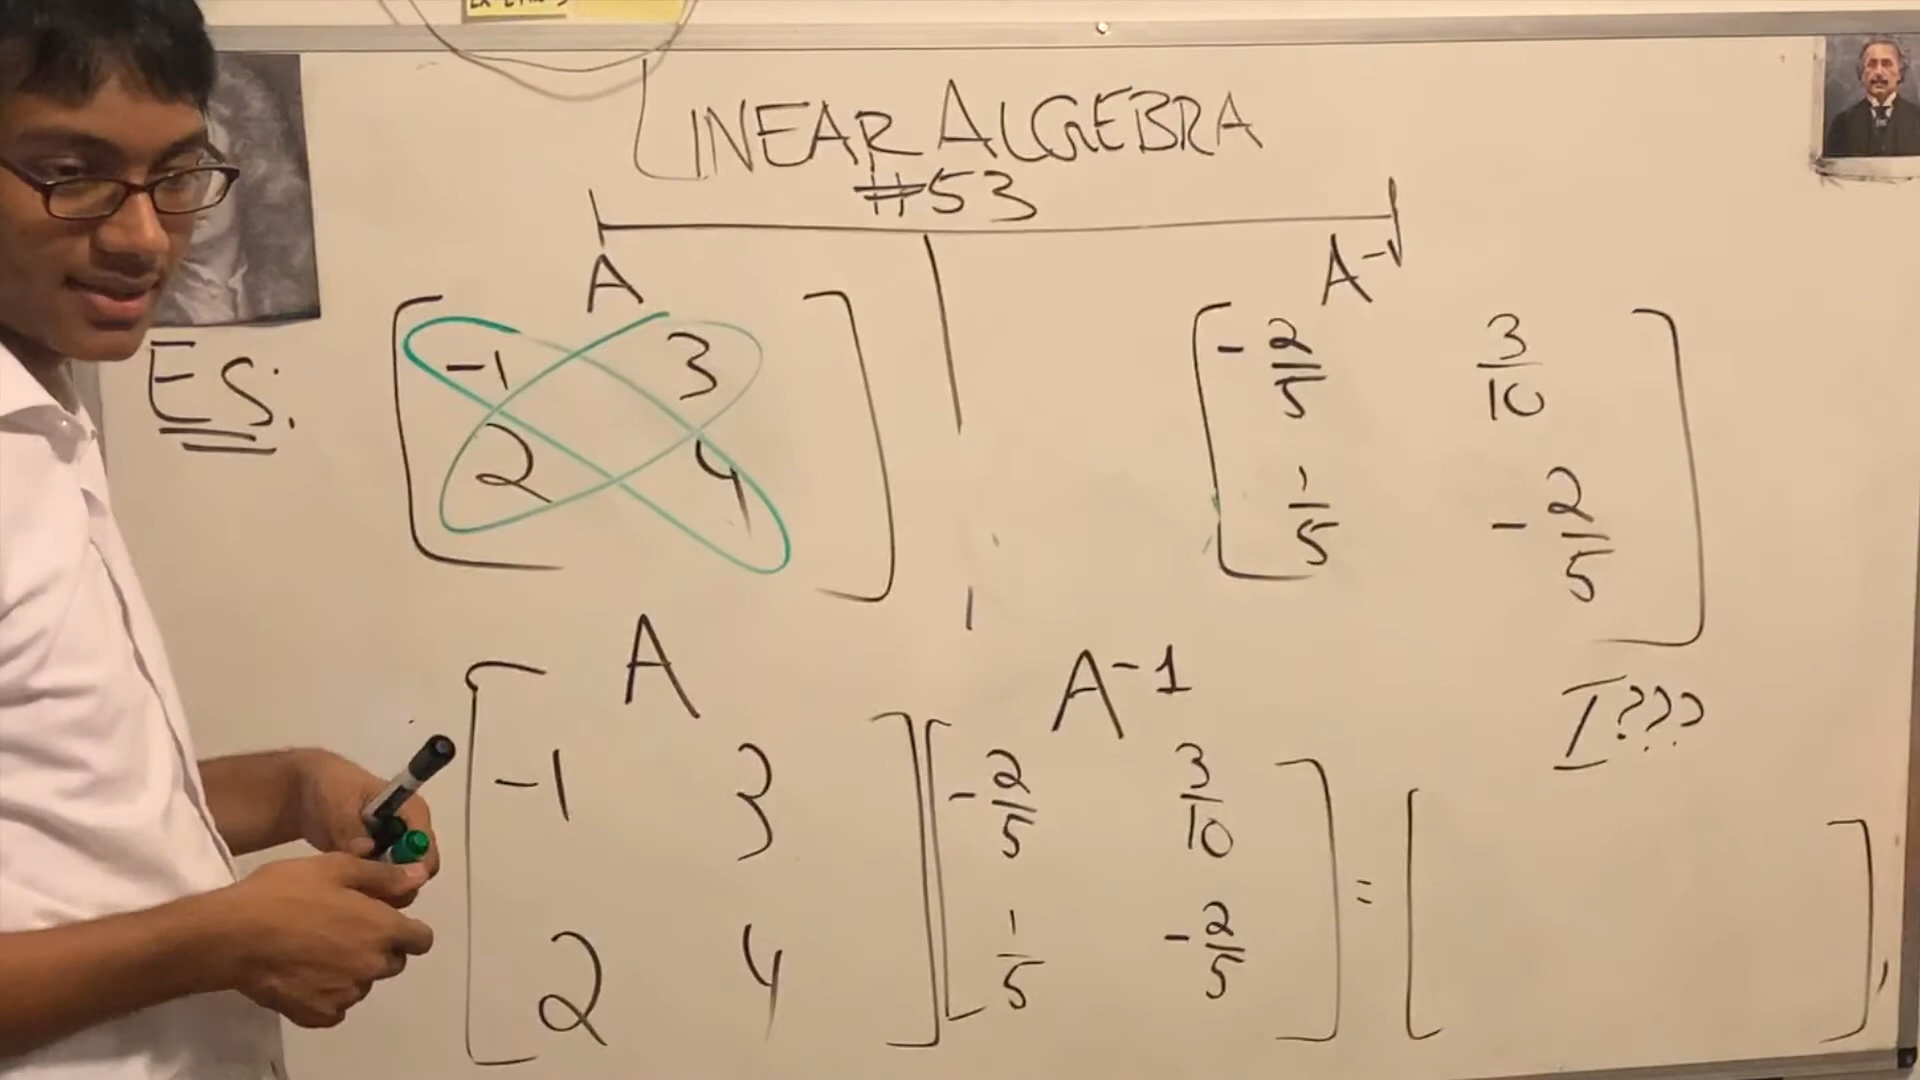 LINEAR ALGEBRA
#53
A A⁻¹
ES:
-1 3 -2/5 3/10
2 4 1/5 -2/5
A A⁻¹ I???
-1 3 -2/5 3/10
=
2 4 1/5 -2/5